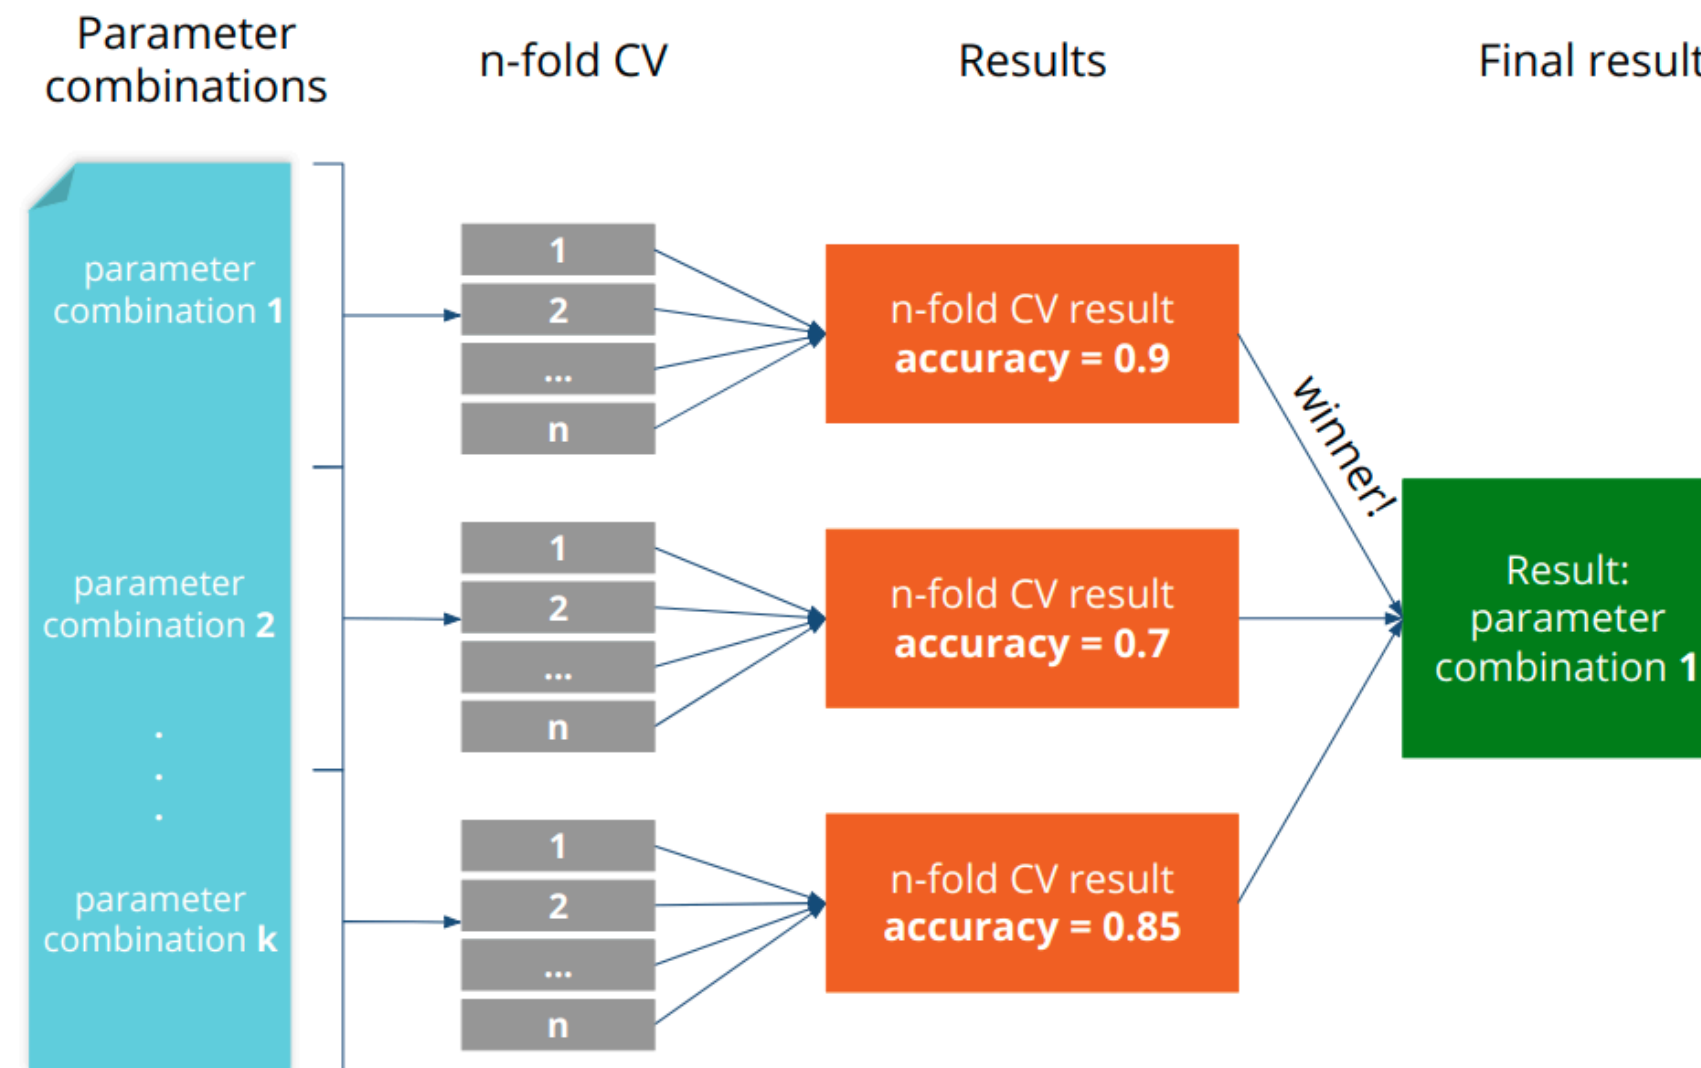 Parameter
combinations
n-fold CV
Results
Final result
parameter
combination 1
1
2
...
n
n-fold CV result
accuracy = 0.9
winner!
parameter
combination 2
1
2
...
n
n-fold CV result
accuracy = 0.7
Result:
parameter
combination 1
.
.
.
parameter
combination k
1
2
...
n
n-fold CV result
accuracy = 0.85